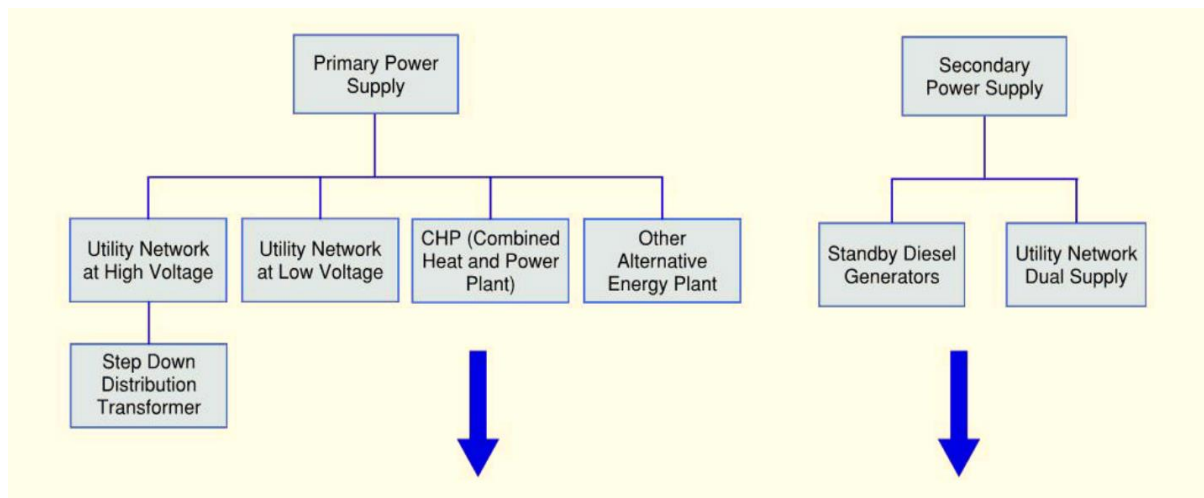 Primary Power
Supply
Secondary
Power Supply
Utility Network
at High Voltage
Utility Network
at Low Voltage
CHP (Combined
Heat and Power
Plant)
Other
Alternative
Energy Plant
Standby Diesel
Generators
Utility Network
Dual Supply
Step Down
Distribution
Transformer